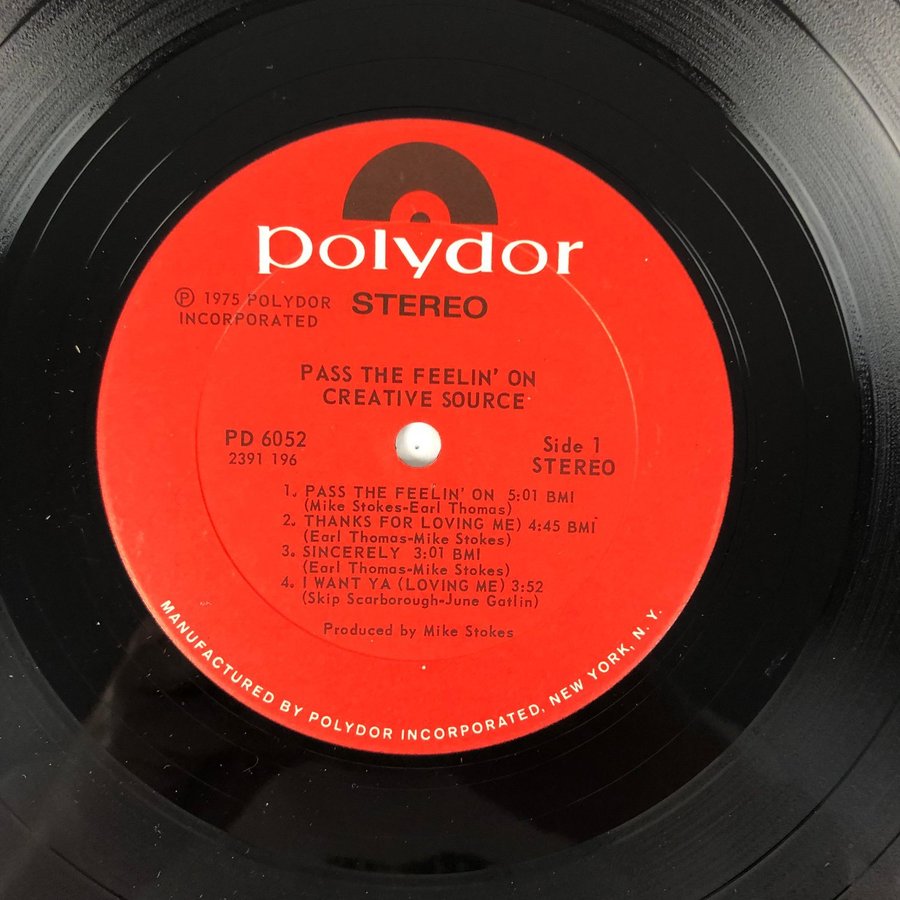 polydor
℗ 1975 POLYDOR STEREO
INCORPORATED
PASS THE FEELIN' ON
CREATIVE SOURCE
PD 6052
2391 196
Side 1
STEREO
1. PASS THE FEELIN' ON 5:01 BMI
(Mike Stokes-Earl Thomas)
2. THANKS FOR LOVING ME) 4:45 BMI
(Earl Thomas-Mike Stokes)
3. SINCERELY 3:01 BMI
(Earl Thomas-Mike Stokes)
4. I WANT YA (LOVING ME) 3:52
(Skip Scarborough-June Gatlin)
Produced by Mike Stokes
MANUFACTURED BY POLYDOR INCORPORATED, NEW YORK, N. Y.